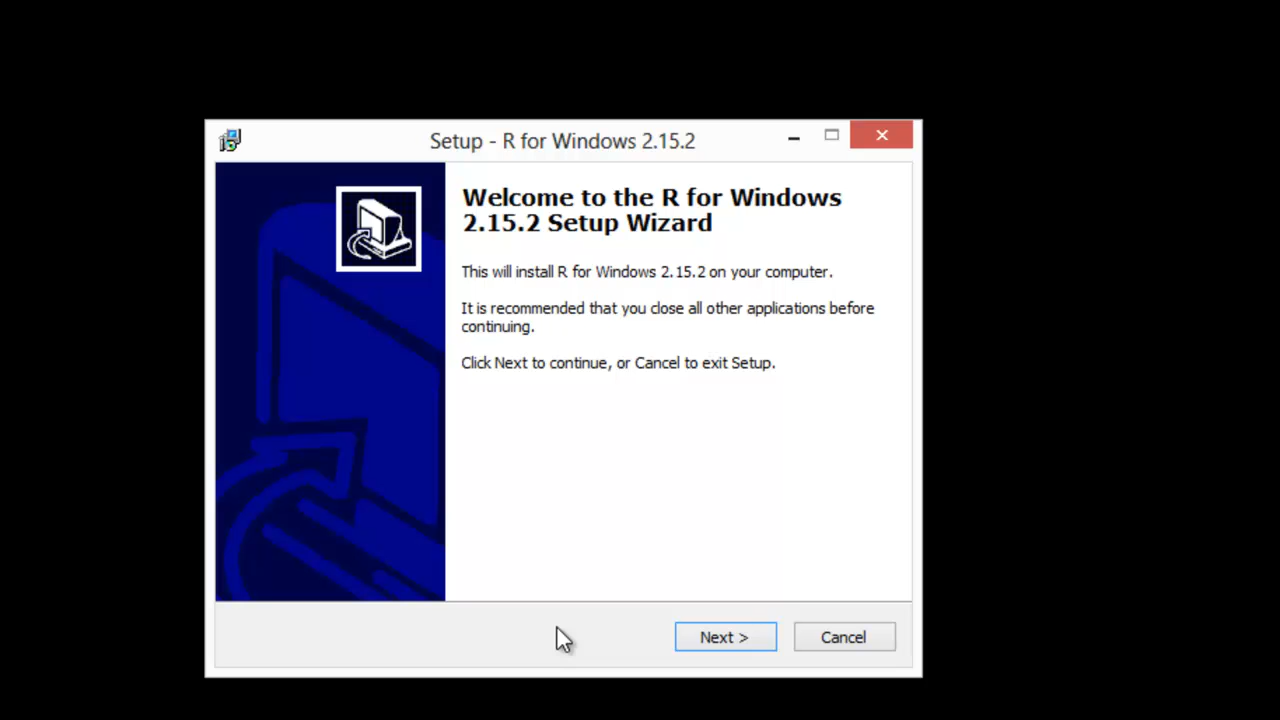 Setup - R for Windows 2.15.2
Welcome to the R for Windows
2.15.2 Setup Wizard
This will install R for Windows 2.15.2 on your computer.
It is recommended that you close all other applications before
continuing.
Click Next to continue, or Cancel to exit Setup.
Next >
Cancel